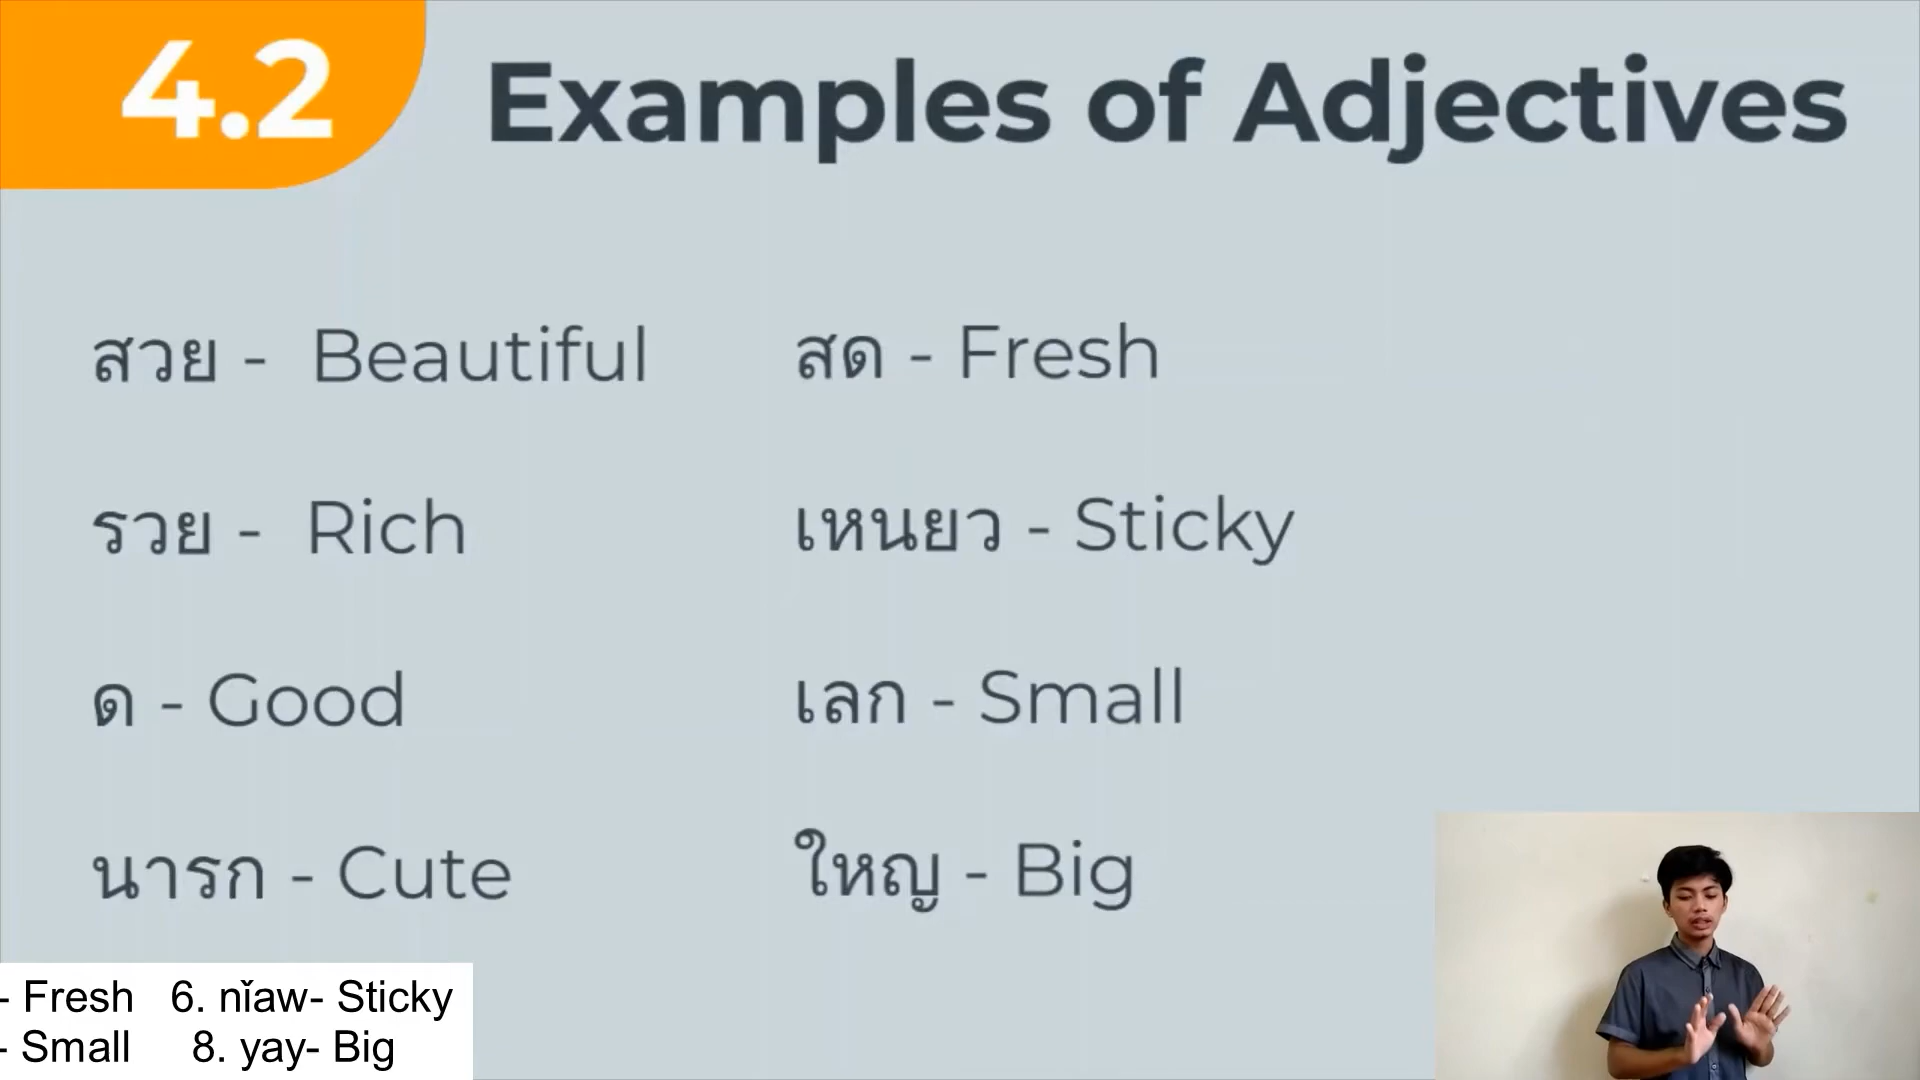 4.2
Examples of Adjectives
สวย - Beautiful
รวย - Rich
ด - Good
นารก - Cute
สด - Fresh
เหนยว - Sticky
เลก - Small
ใหญ - Big
- Fresh 6. nǐaw- Sticky
- Small 8. yay- Big